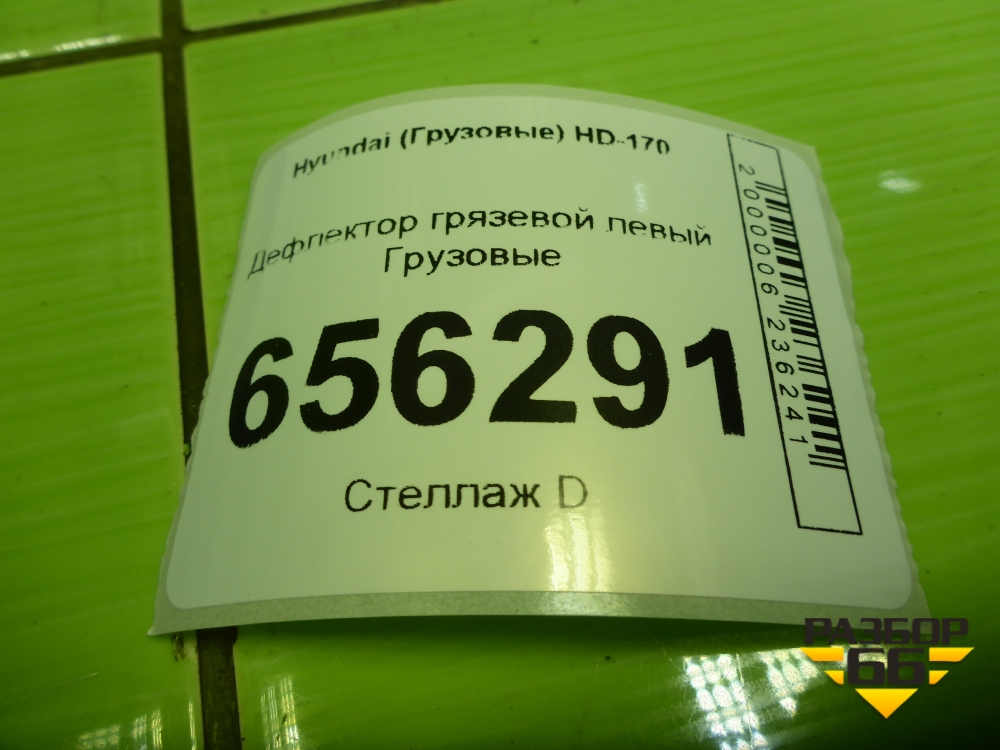 Hyundai (Грузовые) HD-170
Дефлектор грязевой левый
Грузовые
656291
Стеллаж D
2000006236241
РАЗБОР
66